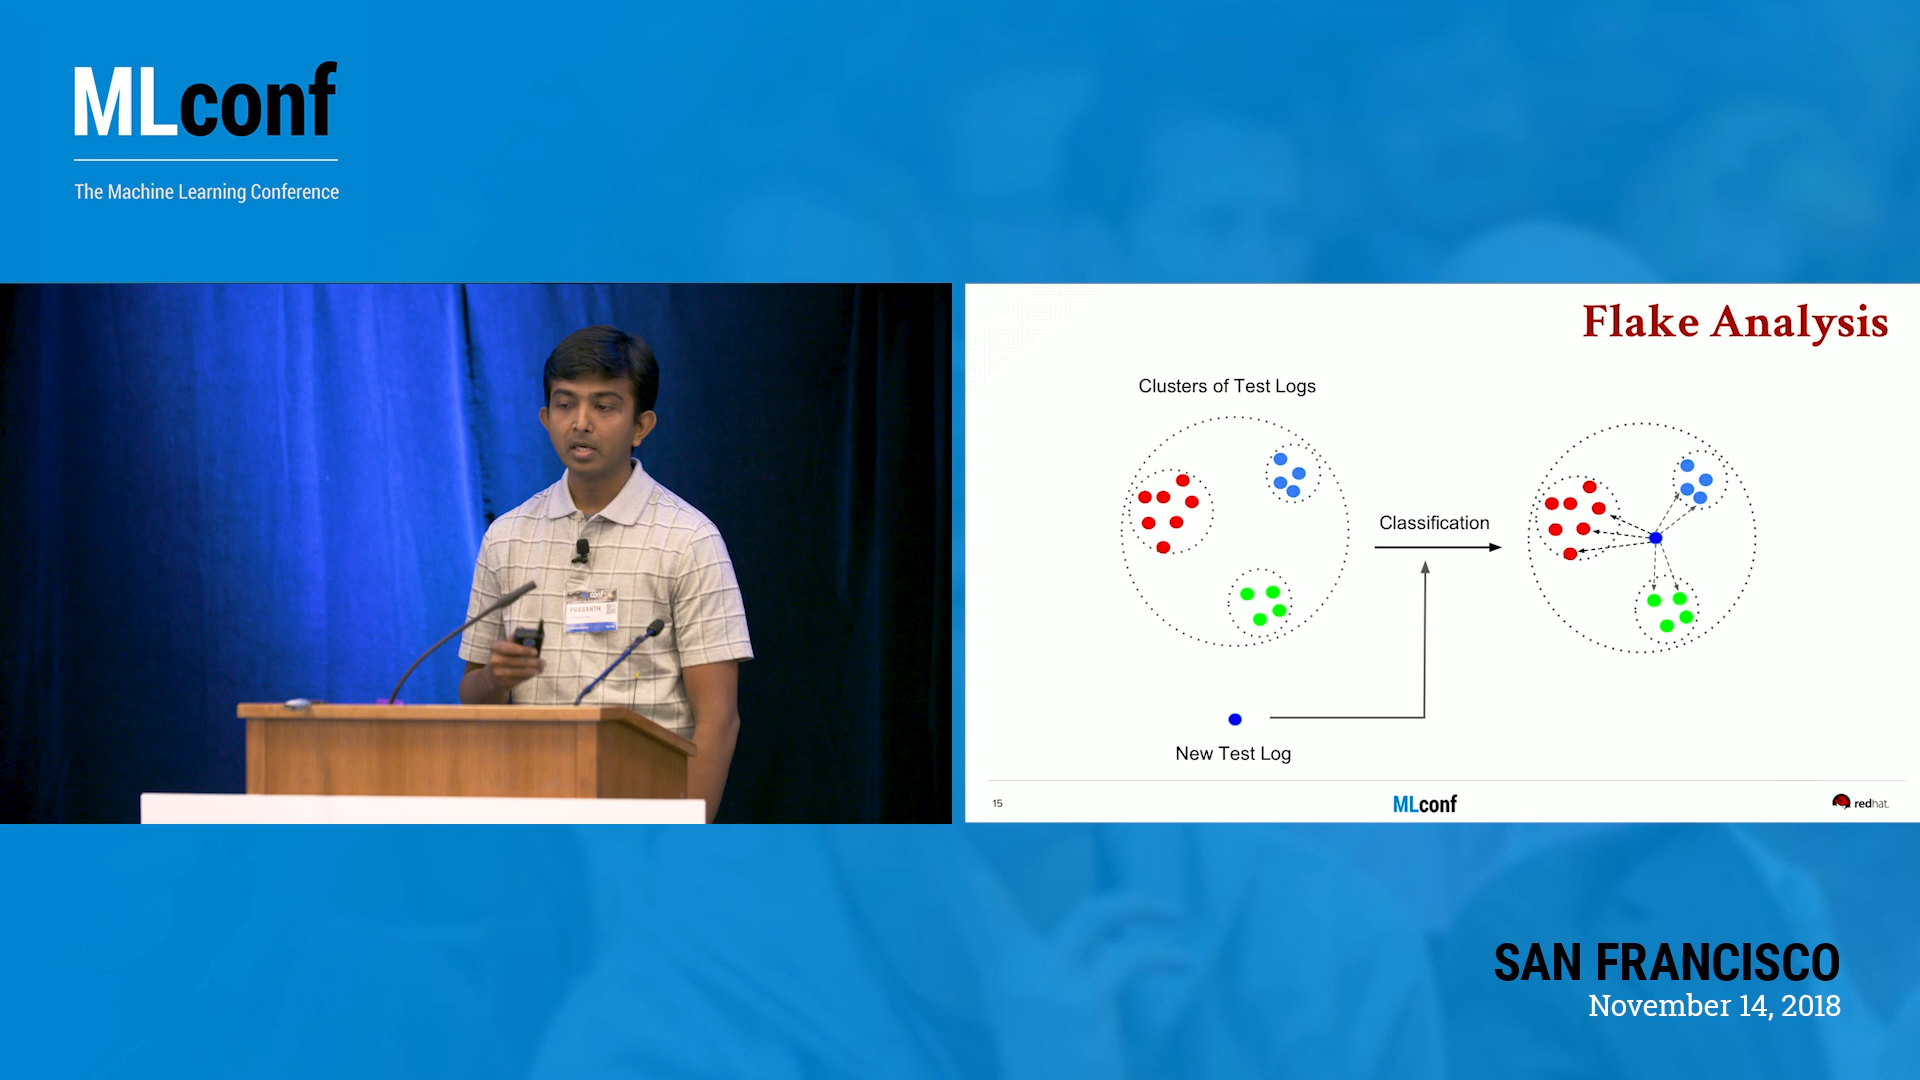 MLconf
The Machine Learning Conference
PRASANTH
Flake Analysis
Clusters of Test Logs
Classification
New Test Log
15
MLconf
redhat.
SAN FRANCISCO
November 14, 2018